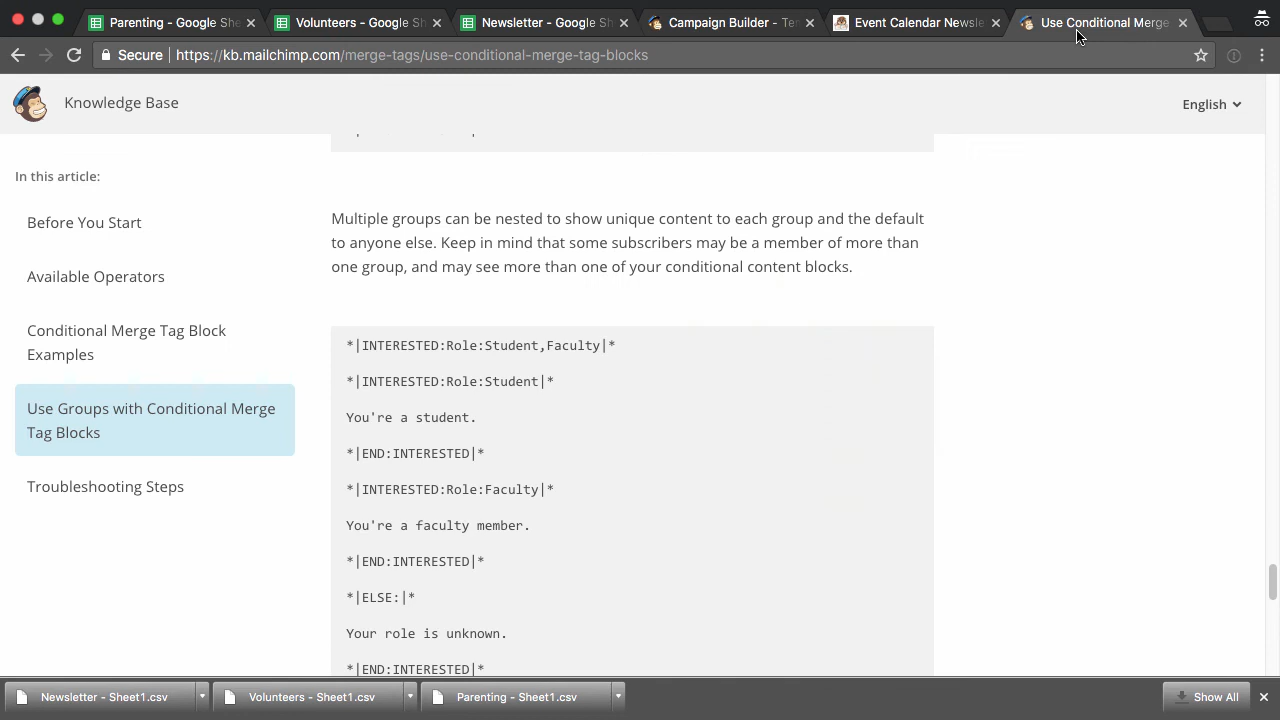 Parenting - Google She
Volunteers - Google Sh
Newsletter - Google Sh
Campaign Builder - T
Event Calendar Newsle
Use Conditional Merge
Secure
https://kb.mailchimp.com/merge-tags/use-conditional-merge-tag-blocks
Knowledge Base
English
In this article:
Before You Start
Available Operators
Conditional Merge Tag Block
Examples
Use Groups with Conditional Merge
Tag Blocks
Troubleshooting Steps
Multiple groups can be nested to show unique content to each group and the default
to anyone else. Keep in mind that some subscribers may be a member of more than
one group, and may see more than one of your conditional content blocks.
*|INTERESTED:Role:Student,Faculty|*
*|INTERESTED:Role:Student|*
You're a student.
*|END:INTERESTED|*
*|INTERESTED:Role:Faculty|*
You're a faculty member.
*|END:INTERESTED|*
*|ELSE:|*
Your role is unknown.
*|END:INTERESTED|*
Newsletter - Sheet1.csv
Volunteers - Sheet1.csv
Parenting - Sheet1.csv
Show All